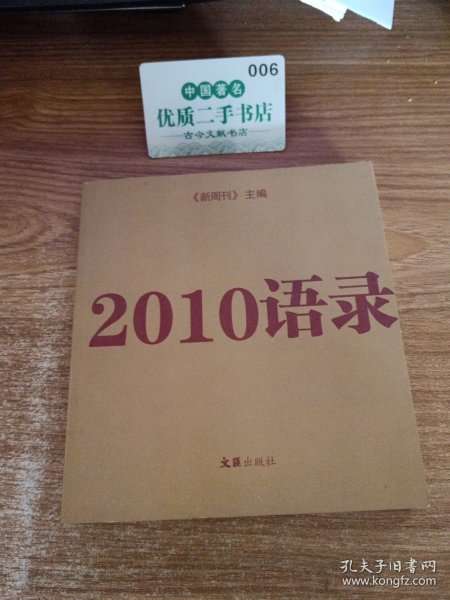 006
中国著名
优质二手书店
古今文献书店
《新周刊》主编
2010语录
文匯出版社
孔夫子旧书网
www.kongfz.com